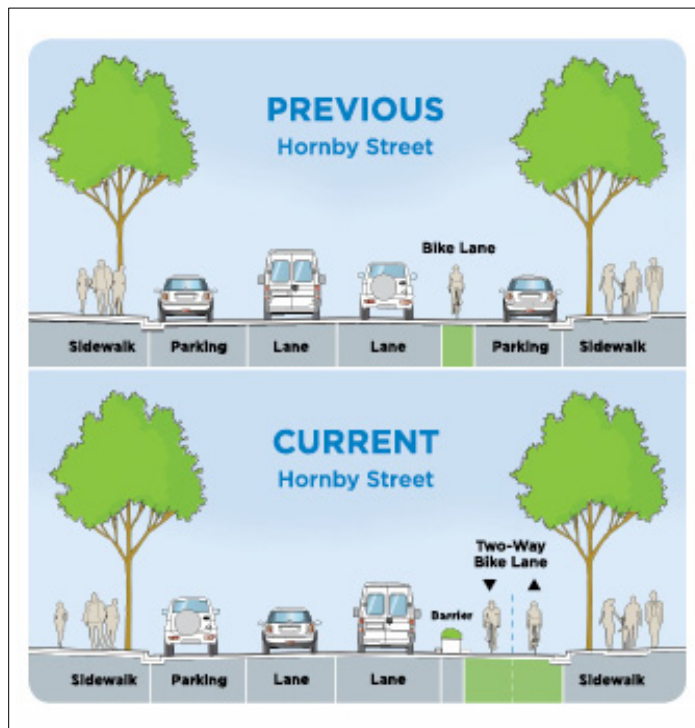 PREVIOUS
Hornby Street
Bike Lane
Sidewalk Parking Lane Lane Parking Sidewalk
CURRENT
Hornby Street
Two-Way
Bike Lane
Barrier
Sidewalk Parking Lane Lane Sidewalk